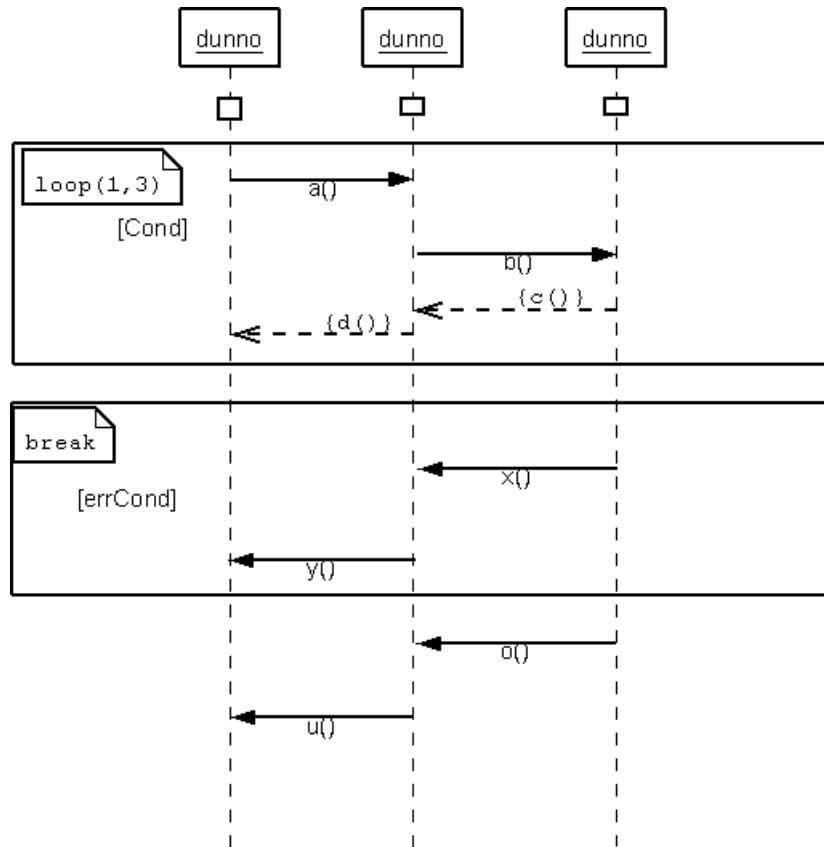 dunno dunno dunno
loop(1,3)
a()
[Cond]
b()
{c()}
{d()}
break
x()
[errCond]
y()
o()
u()